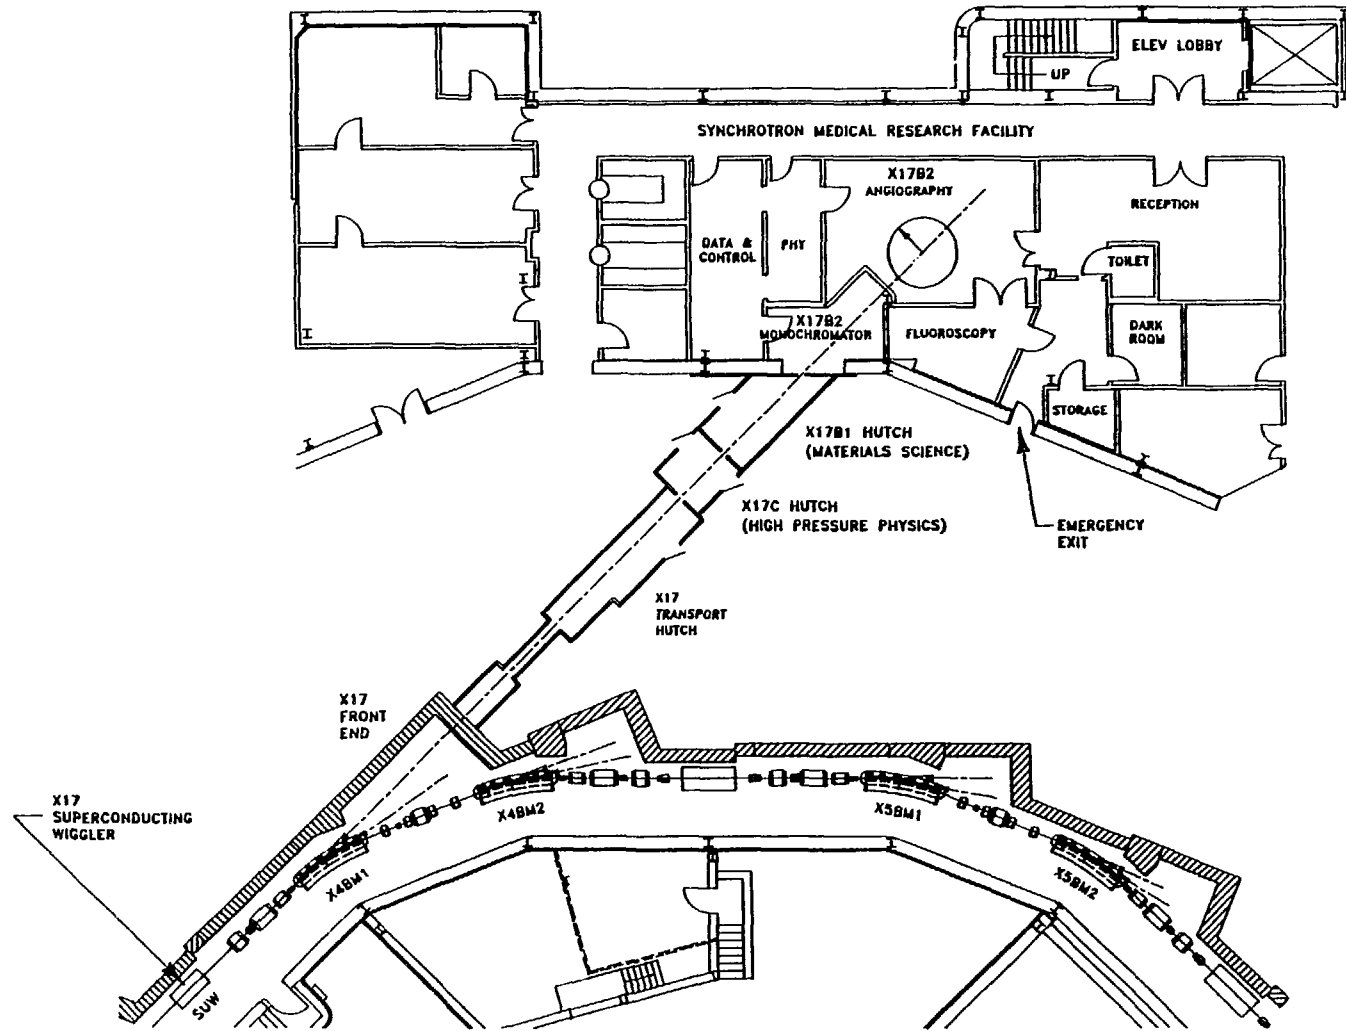 ELEV LOBBY
UP
SYNCHROTRON MEDICAL RESEARCH FACILITY
X17B2
ANGIOGRAPHY
RECEPTION
DATA &
CONTROL
PHY
TOILET
X17B2
MONOCHROMATOR
FLUOROSCOPY
DARK
ROOM
STORAGE
X17B1 HUTCH
(MATERIALS SCIENCE)
X17C HUTCH
(HIGH PRESSURE PHYSICS)
EMERGENCY
EXIT
X17
TRANSPORT
HUTCH
X17
FRONT
END
X17
SUPERCONDUCTING
WIGGLER
X4BM2
X5BM1
X4BM1
X5BM2
SUW